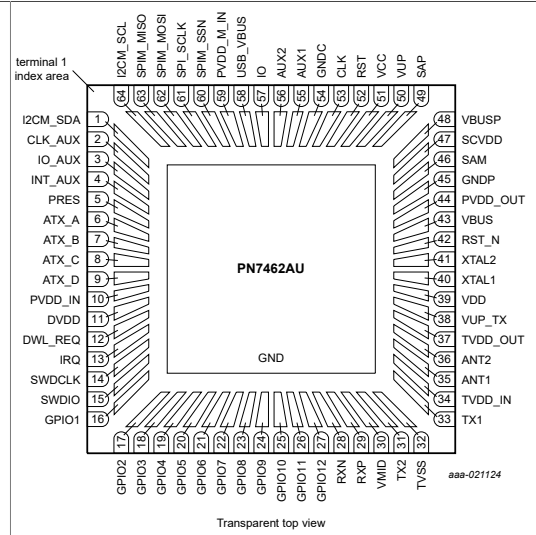 terminal 1
index area
I2CM_SCL
SPIM_MISO
SPIM_MOSI
SPI_SCLK
SPIM_SSN
PVDD_M_IN
USB_VBUS
IO
AUX2
AUX1
GNDC
CLK
RST
VCC
VUP
SAP
64
63
62
61
60
59
58
57
56
55
54
53
52
51
50
49
I2CM_SDA 1
CLK_AUX 2
IO_AUX 3
INT_AUX 4
PRES 5
ATX_A 6
ATX_B 7
ATX_C 8
ATX_D 9
PVDD_IN 10
DVDD 11
DWL_REQ 12
IRQ 13
SWDCLK 14
SWDIO 15
GPIO1 16
PN7462AU
GND
48 VBUSP
47 SCVDD
46 SAM
45 GNDP
44 PVDD_OUT
43 VBUS
42 RST_N
41 XTAL2
40 XTAL1
39 VDD
38 VUP_TX
37 TVDD_OUT
36 ANT2
35 ANT1
34 TVDD_IN
33 TX1
17
18
19
20
21
22
23
24
25
26
27
28
29
30
31
32
GPIO2
GPIO3
GPIO4
GPIO5
GPIO6
GPIO7
GPIO8
GPIO9
GPIO10
GPIO11
GPIO12
RXN
RXP
VMID
TX2
TVSS
aaa-021124
Transparent top view